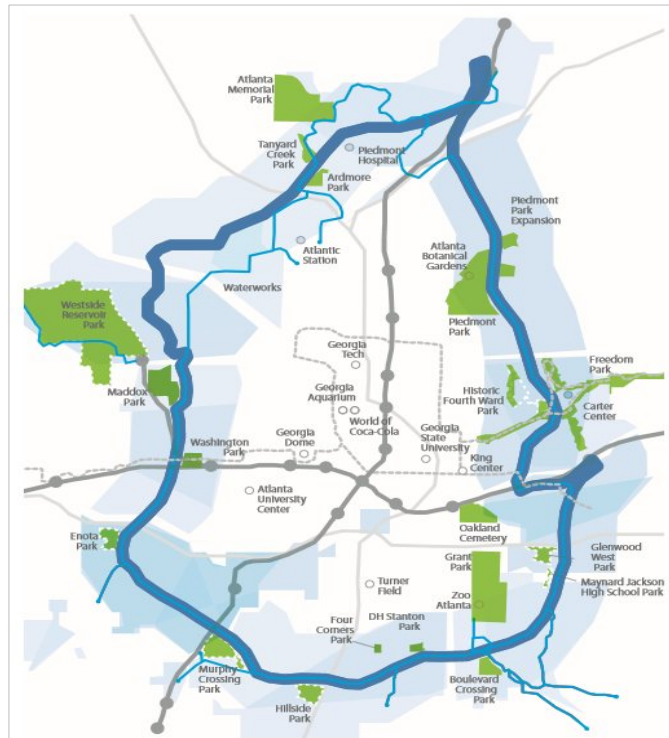 Atlanta
Memorial
Park
Tanyard
Creek
Park
Piedmont
Hospital
Ardmore
Park
Piedmont
Park
Expansion
Atlanta
Botanical
Gardens
Atlantic
Station
Waterworks
Westside
Reservoir
Park
Piedmont
Park
Georgia
Tech
Freedom
Park
Historic
Fourth Ward
Park
Maddox
Park
Georgia
Aquarium
Carter
Center
World of
Coca-Cola
Georgia
State
University
Washington
Park
Georgia
Dome
King
Center
Atlanta
University
Center
Oakland
Cemetery
Enota
Park
Glenwood
West
Park
Grant
Park
Maynard Jackson
High School Park
Turner
Field
Zoo
Atlanta
Four
Corners
Park
DH Stanton
Park
Murphy
Crossing
Park
Boulevard
Crossing
Park
Hillside
Park